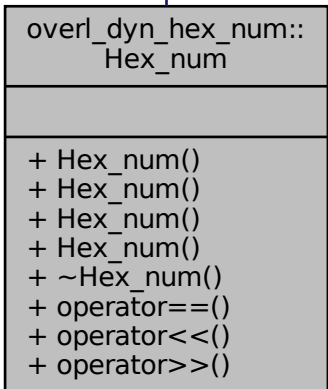 overl_dyn_hex_num::
Hex_num
+ Hex_num()
+ Hex_num()
+ Hex_num()
+ Hex_num()
+ ~Hex_num()
+ operator==()
+ operator<<()
+ operator>>()